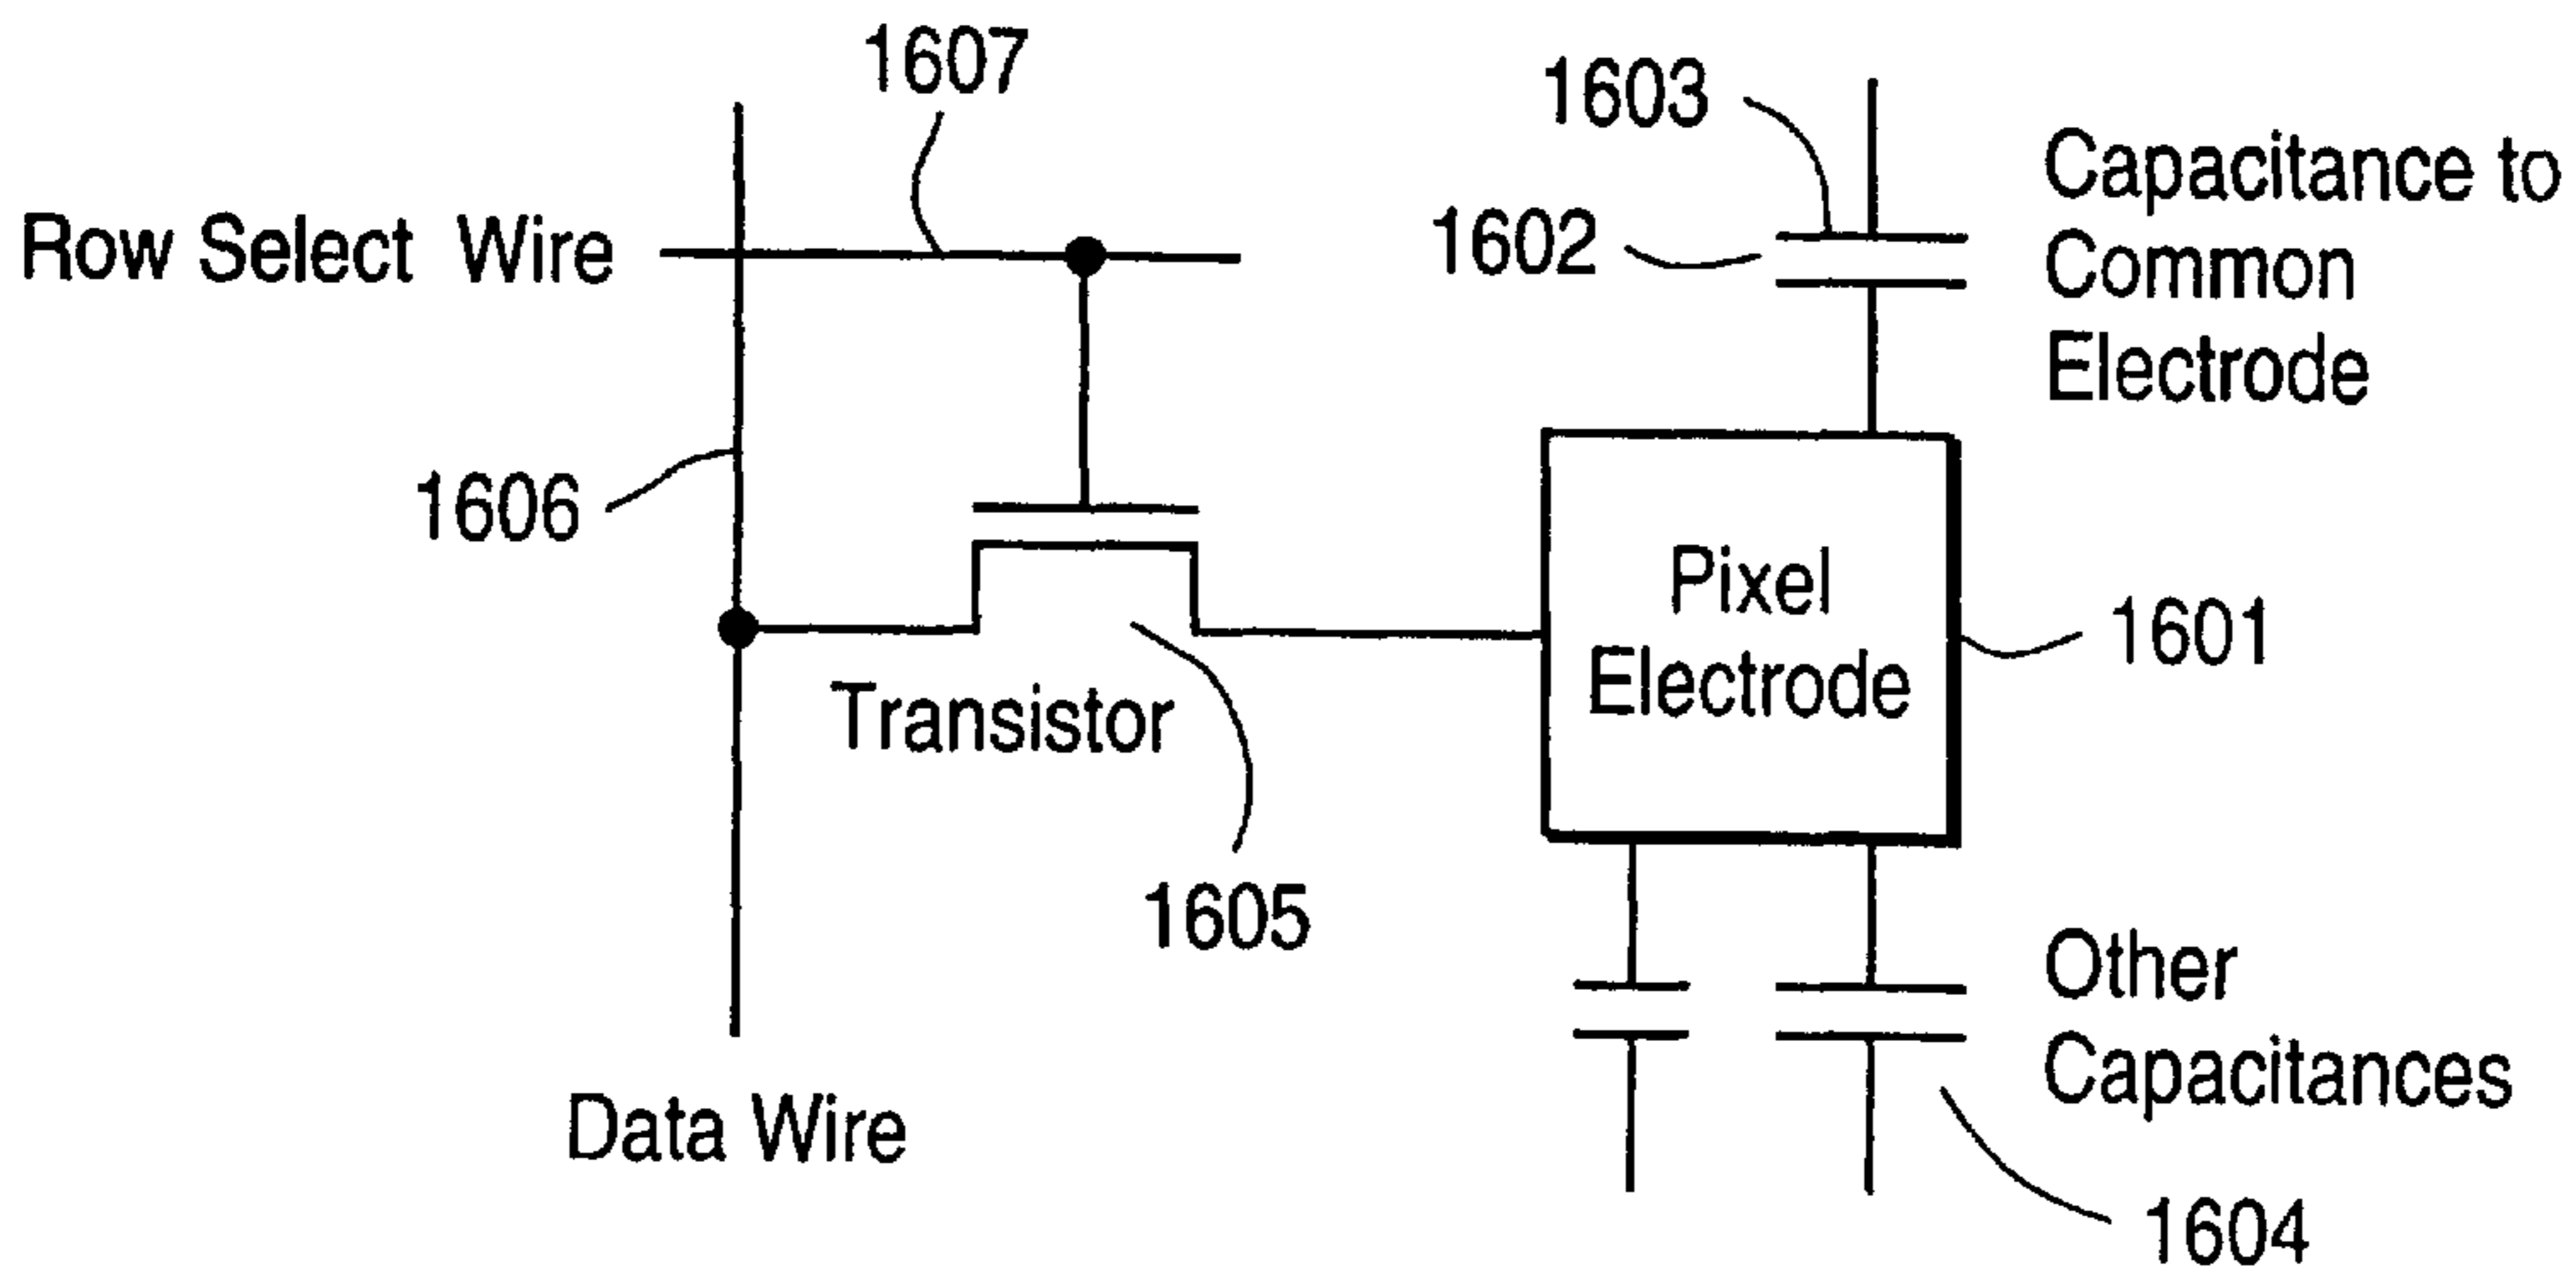 1607
1603
Capacitance to
Common
Electrode
1602
Row Select Wire
1606
Pixel
Electrode
1601
Transistor
1605
Other
Capacitances
Data Wire
1604